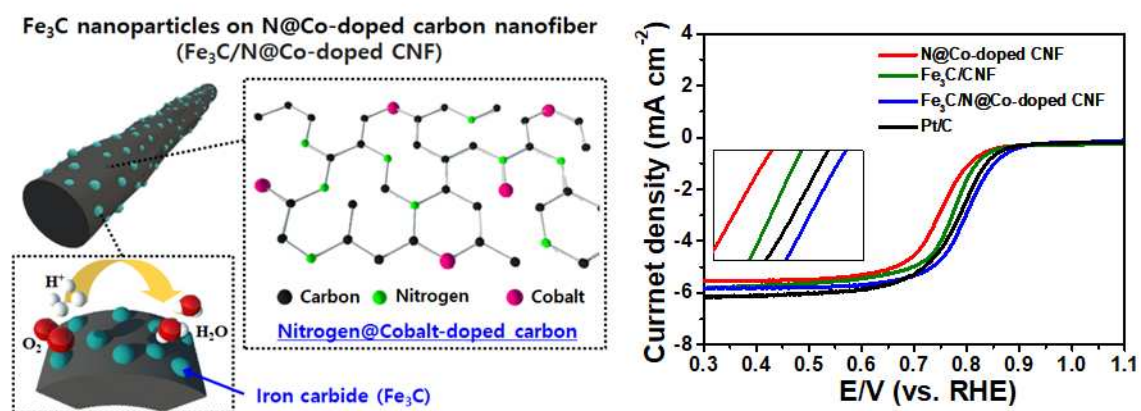 Fe₃C nanoparticles on N@Co-doped carbon nanofiber
(Fe₃C/N@Co-doped CNF)
Carbon
Nitrogen
Cobalt
Nitrogen@Cobalt-doped carbon
H⁺
O₂
H₂O
Iron carbide (Fe₃C)
Currnet density (mA cm⁻²)
4
2
0
-2
-4
-6
-8
N@Co-doped CNF
Fe₃C/CNF
Fe₃C/N@Co-doped CNF
Pt/C
0.3 0.4 0.5 0.6 0.7 0.8 0.9 1.0 1.1
E/V (vs. RHE)